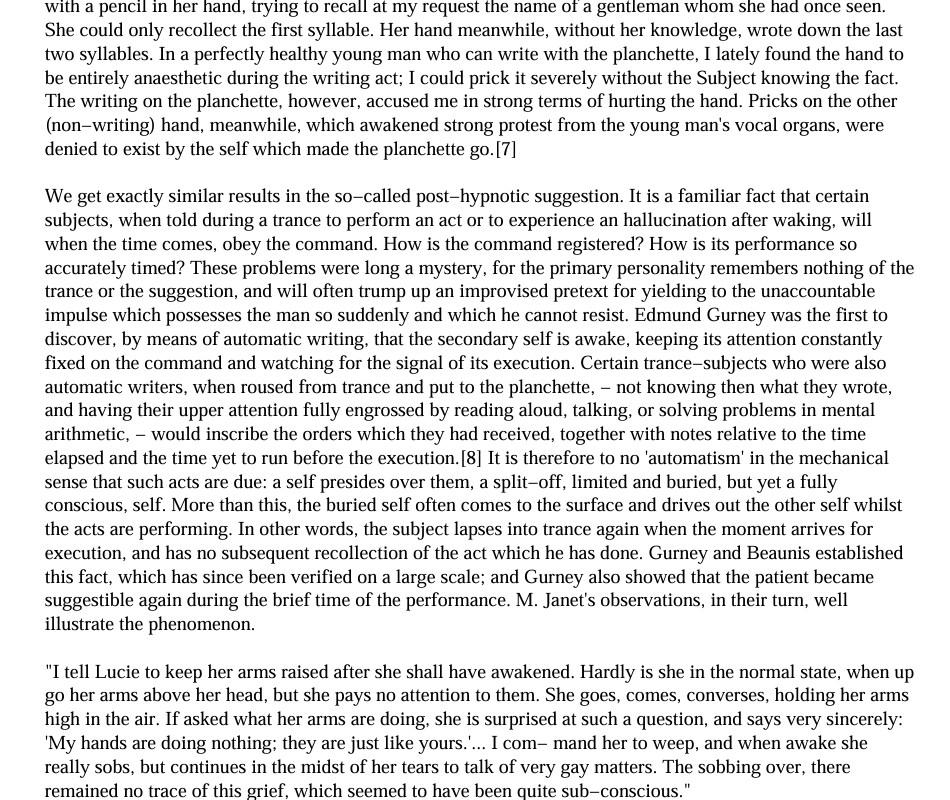 with a pencil in her hand, trying to recall at my request the name of a gentleman whom she had once seen.
She could only recollect the first syllable. Her hand meanwhile, without her knowledge, wrote down the last
two syllables. In a perfectly healthy young man who can write with the planchette, I lately found the hand to
be entirely anaesthetic during the writing act; I could prick it severely without the Subject knowing the fact.
The writing on the planchette, however, accused me in strong terms of hurting the hand. Pricks on the other
(non−writing) hand, meanwhile, which awakened strong protest from the young man's vocal organs, were
denied to exist by the self which made the planchette go.[7]
We get exactly similar results in the so−called post−hypnotic suggestion. It is a familiar fact that certain
subjects, when told during a trance to perform an act or to experience an hallucination after waking, will
when the time comes, obey the command. How is the command registered? How is its performance so
accurately timed? These problems were long a mystery, for the primary personality remembers nothing of the
trance or the suggestion, and will often trump up an improvised pretext for yielding to the unaccountable
impulse which possesses the man so suddenly and which he cannot resist. Edmund Gurney was the first to
discover, by means of automatic writing, that the secondary self is awake, keeping its attention constantly
fixed on the command and watching for the signal of its execution. Certain trance−subjects who were also
automatic writers, when roused from trance and put to the planchette, − not knowing then what they wrote,
and having their upper attention fully engrossed by reading aloud, talking, or solving problems in mental
arithmetic, − would inscribe the orders which they had received, together with notes relative to the time
elapsed and the time yet to run before the execution.[8] It is therefore to no 'automatism' in the mechanical
sense that such acts are due: a self presides over them, a split−off, limited and buried, but yet a fully
conscious, self. More than this, the buried self often comes to the surface and drives out the other self whilst
the acts are performing. In other words, the subject lapses into trance again when the moment arrives for
execution, and has no subsequent recollection of the act which he has done. Gurney and Beaunis established
this fact, which has since been verified on a large scale; and Gurney also showed that the patient became
suggestible again during the brief time of the performance. M. Janet's observations, in their turn, well
illustrate the phenomenon.
"I tell Lucie to keep her arms raised after she shall have awakened. Hardly is she in the normal state, when up
go her arms above her head, but she pays no attention to them. She goes, comes, converses, holding her arms
high in the air. If asked what her arms are doing, she is surprised at such a question, and says very sincerely:
'My hands are doing nothing; they are just like yours.'... I com− mand her to weep, and when awake she
really sobs, but continues in the midst of her tears to talk of very gay matters. The sobbing over, there
remained no trace of this grief, which seemed to have been quite sub−conscious."